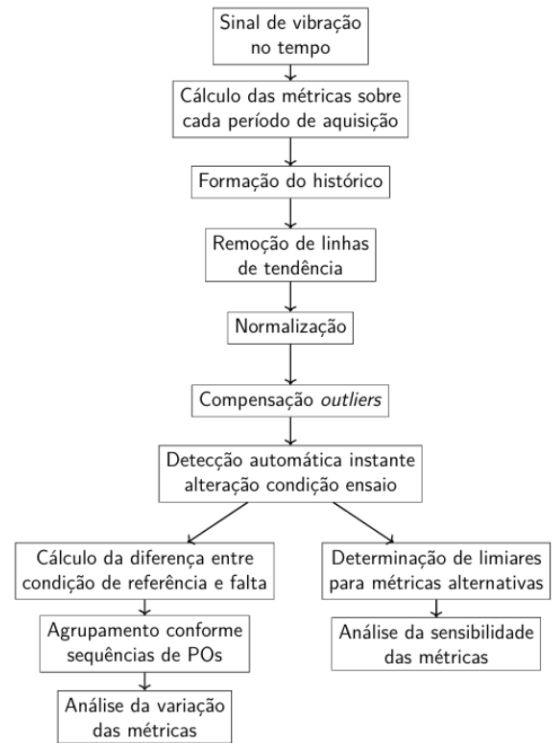 Sinal de vibração
no tempo
Cálculo das métricas sobre
cada período de aquisição
Formação do histórico
Remoção de linhas
de tendência
Normalização
Compensação outliers
Detecção automática instante
alteração condição ensaio
Cálculo da diferença entre
condição de referência e falta
Agrupamento conforme
sequências de POs
Análise da variação
das métricas
Determinação de limiares
para métricas alternativas
Análise da sensibilidade
das métricas